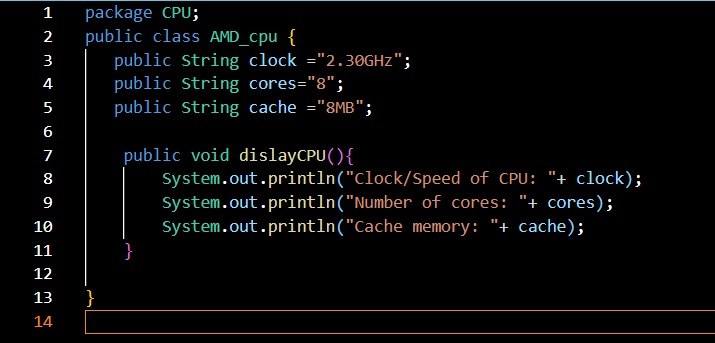 1 package CPU;
2 public class AMD_cpu {
3 public String clock ="2.30GHz";
4 public String cores="8";
5 public String cache ="8MB";
6
7 public void dislayCPU(){
8 System.out.println("Clock/Speed of CPU: "+ clock);
9 System.out.println("Number of cores: "+ cores);
10 System.out.println("Cache memory: "+ cache);
11 }
12
13 }
14